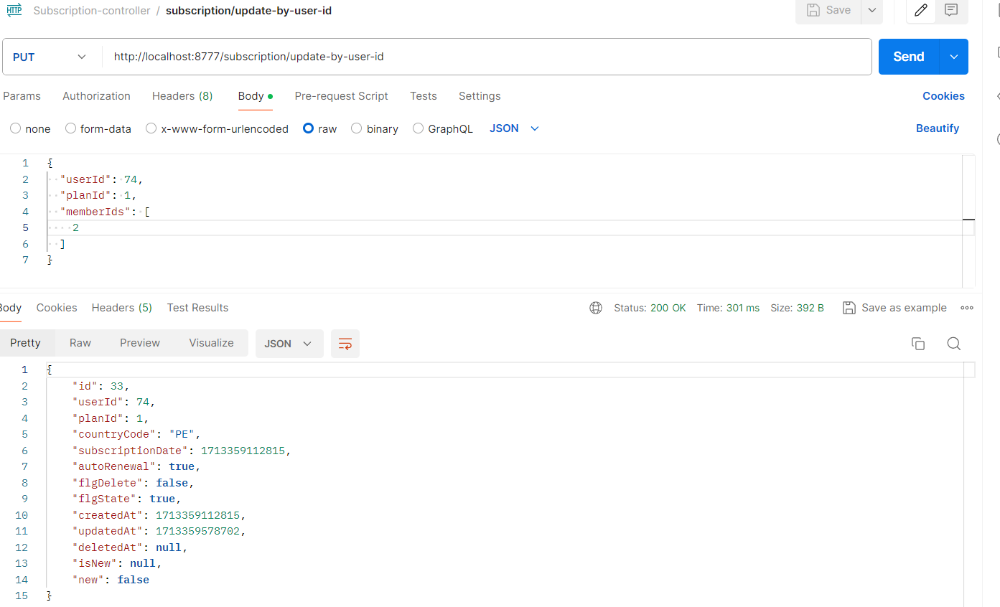 HTTP Subscription-controller / subscription/update-by-user-id Save
PUT http://localhost:8777/subscription/update-by-user-id Send
Params Authorization Headers (8) Body Pre-request Script Tests Settings Cookies
none form-data x-www-form-urlencoded raw binary GraphQL JSON Beautify
1 {
2 "userId": 74,
3 "planId": 1,
4 "memberIds": [
5 2
6 ]
7 }
Body Cookies Headers (5) Test Results Status: 200 OK Time: 301 ms Size: 392 B Save as example
Pretty Raw Preview Visualize JSON
1 {
2 "id": 33,
3 "userId": 74,
4 "planId": 1,
5 "countryCode": "PE",
6 "subscriptionDate": 1713359112815,
7 "autoRenewal": true,
8 "flgDelete": false,
9 "flgState": true,
10 "createdAt": 1713359112815,
11 "updatedAt": 1713359578702,
12 "deletedAt": null,
13 "isNew": null,
14 "new": false
15 }